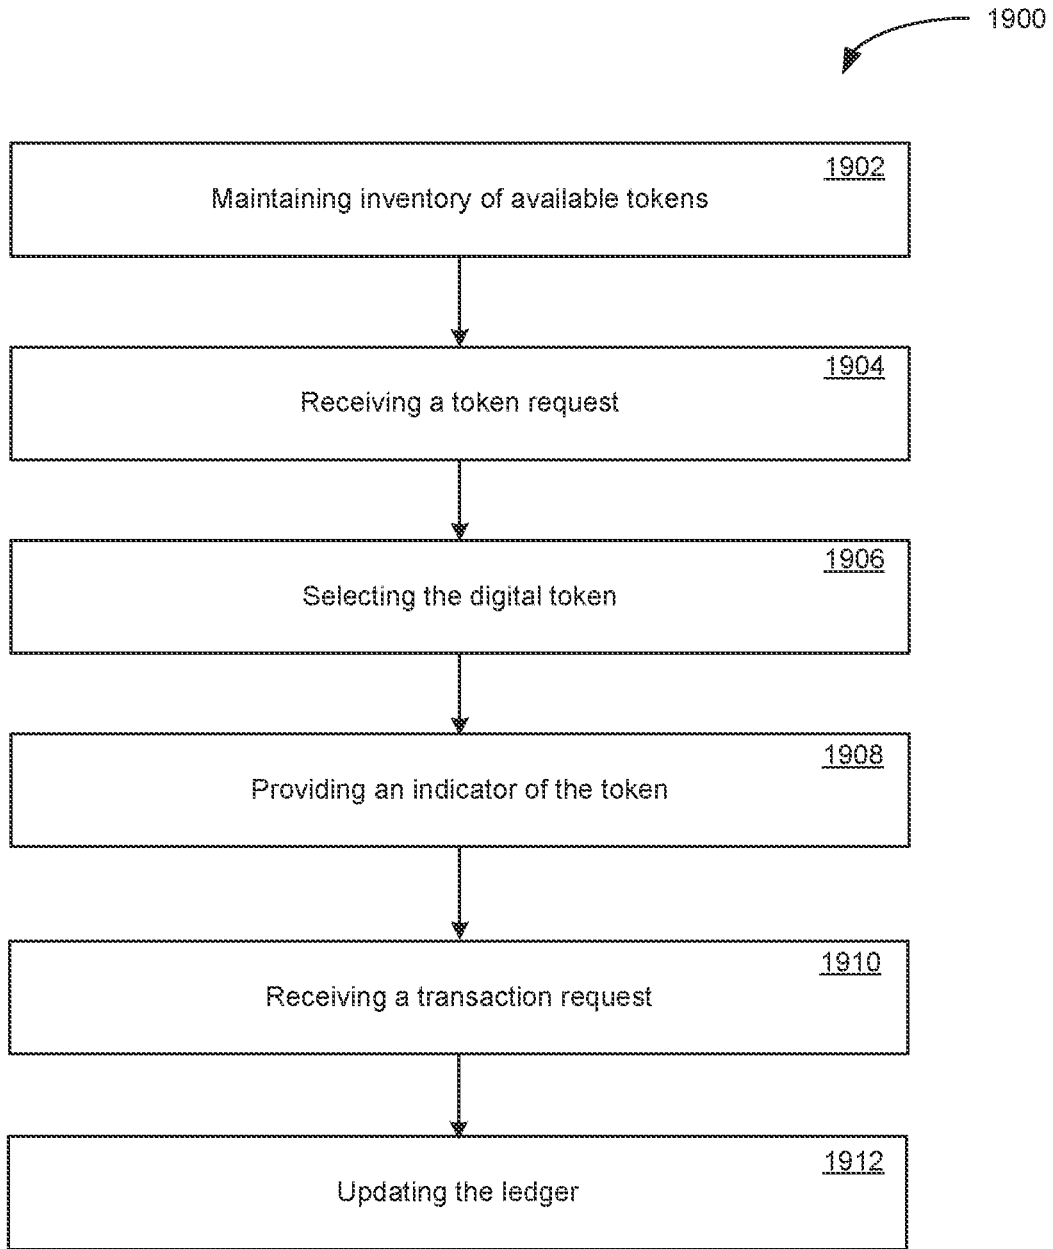 1900
1902
Maintaining inventory of available tokens
1904
Receiving a token request
1906
Selecting the digital token
1908
Providing an indicator of the token
1910
Receiving a transaction request
1912
Updating the ledger